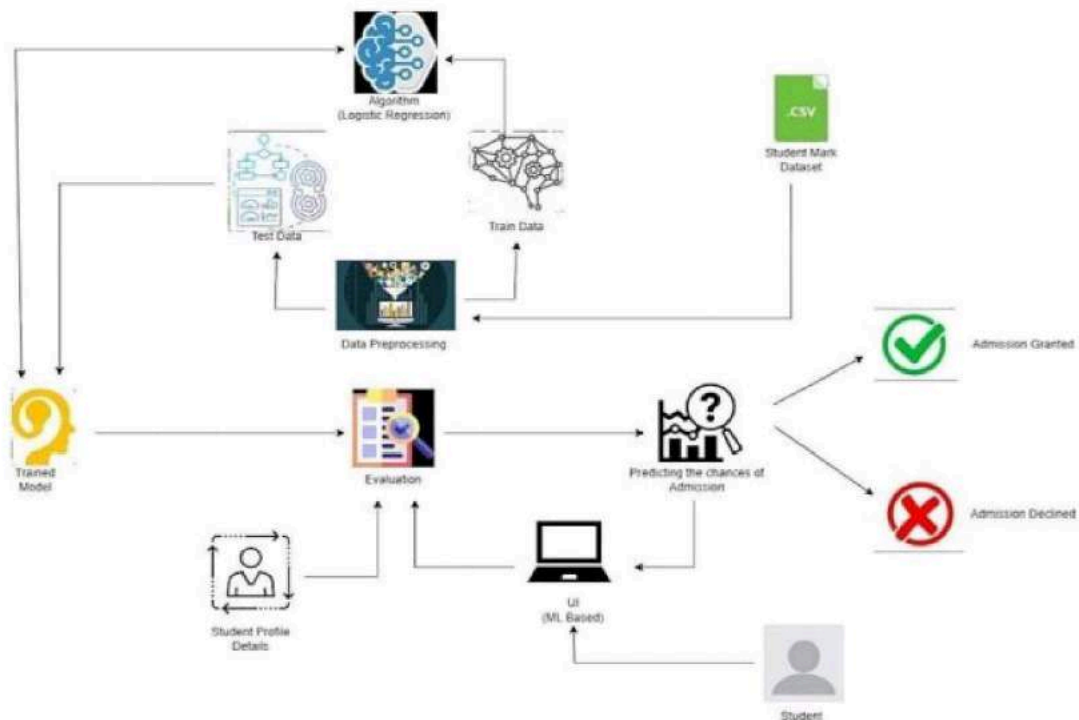 Algorithm
(Logistic Regression)
.CSV
Student Mark
Dataset
Test Data
Train Data
Data Preprocessing
Admission Granted
Trained
Model
Evaluation
Predicting the chances of
Admission
Admission Declined
Student Profile
Details
UI
(ML Based)
Student